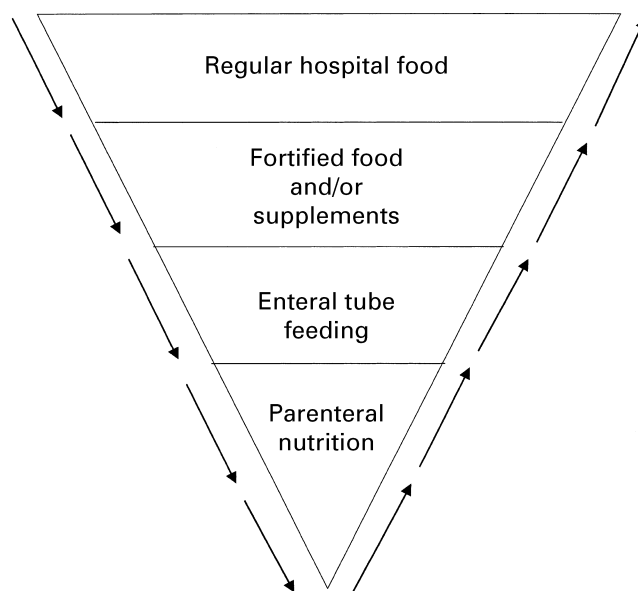 Regular hospital food
Fortified food
and/or
supplements
Enteral tube
feeding
Parenteral
nutrition